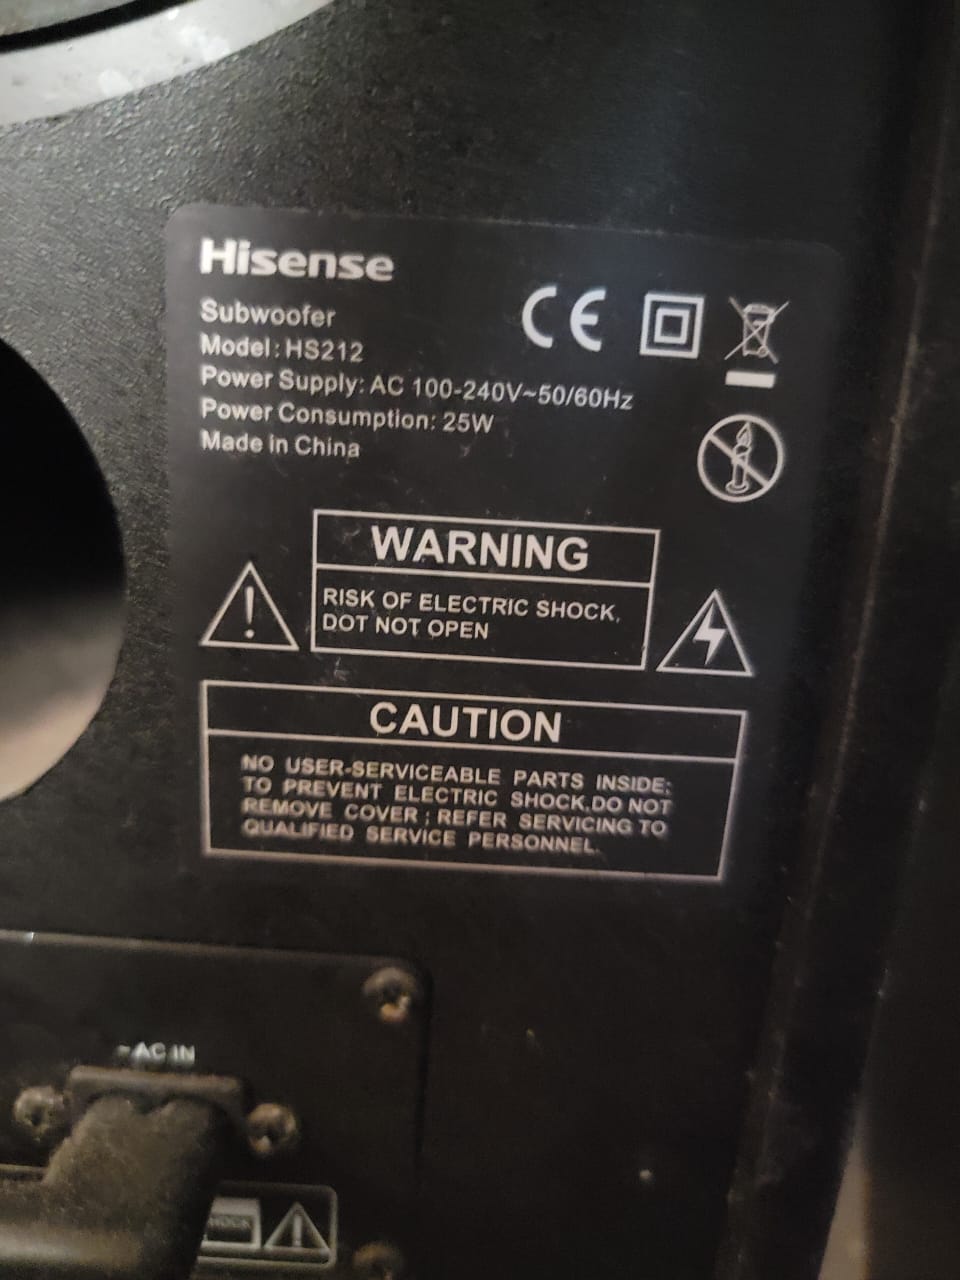 Hisense
Subwoofer
Model: HS212
Power Supply: AC 100-240V~50/60Hz
Power Consumption: 25W
Made in China
CE
WARNING
RISK OF ELECTRIC SHOCK,
DOT NOT OPEN
CAUTION
NO USER-SERVICEABLE PARTS INSIDE;
TO PREVENT ELECTRIC SHOCK,DO NOT
REMOVE COVER; REFER SERVICING TO
QUALIFIED SERVICE PERSONNEL.
~AC IN